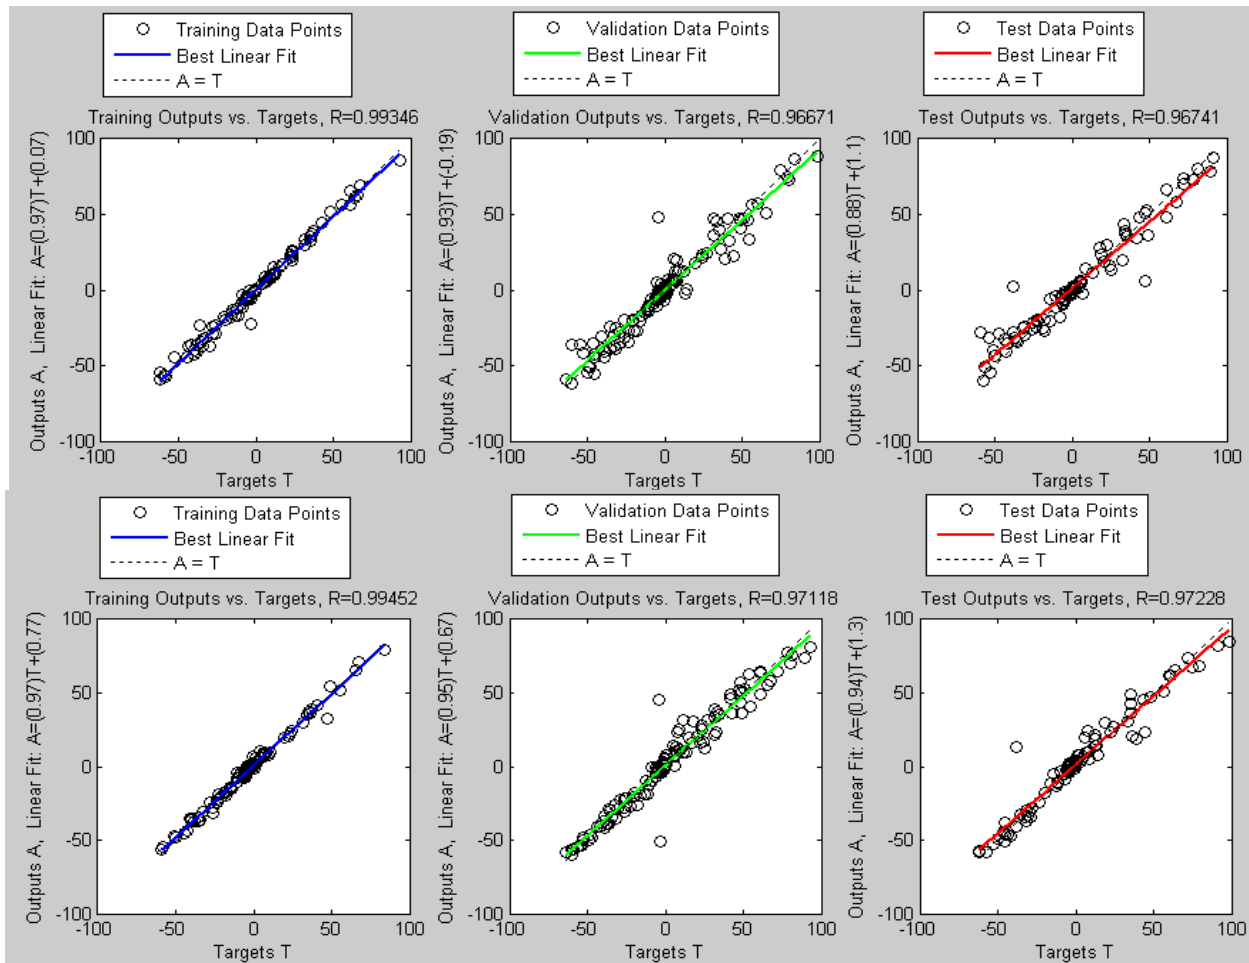 Training Data Points
Best Linear Fit
A = T
Validation Data Points
Best Linear Fit
A = T
Test Data Points
Best Linear Fit
A = T
Training Outputs vs. Targets, R=0.99346
Outputs A, Linear Fit: A=(0.97)T+(0.07)
100
50
0
-50
-100
-100
-50
0
50
100
Targets T
Validation Outputs vs. Targets, R=0.96671
Outputs A, Linear Fit: A=(0.93)T+(-0.19)
100
50
0
-50
-100
-100
-50
0
50
100
Targets T
Test Outputs vs. Targets, R=0.96741
Outputs A, Linear Fit: A=(0.88)T+(1.1)
100
50
0
-50
-100
-100
-50
0
50
100
Targets T
Training Data Points
Best Linear Fit
A = T
Validation Data Points
Best Linear Fit
A = T
Test Data Points
Best Linear Fit
A = T
Training Outputs vs. Targets, R=0.99452
Outputs A, Linear Fit: A=(0.97)T+(0.77)
100
50
0
-50
-100
-100
-50
0
50
100
Targets T
Validation Outputs vs. Targets, R=0.97118
Outputs A, Linear Fit: A=(0.95)T+(0.67)
100
50
0
-50
-100
-100
-50
0
50
100
Targets T
Test Outputs vs. Targets, R=0.97228
Outputs A, Linear Fit: A=(0.94)T+(1.3)
100
50
0
-50
-100
-100
-50
0
50
100
Targets T